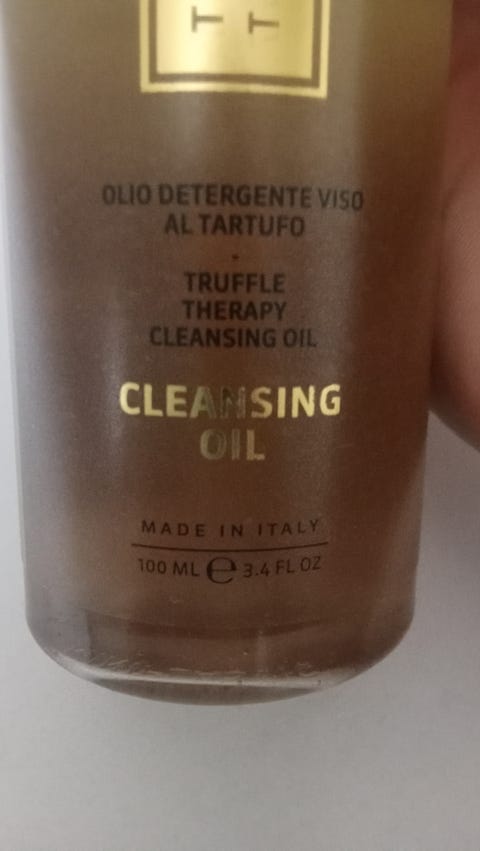 T T
OLIO DETERGENTE VISO
AL TARTUFO
TRUFFLE
THERAPY
CLEANSING OIL
CLEANSING
OIL
MADE IN ITALY
100 ML e 3.4 FL OZ